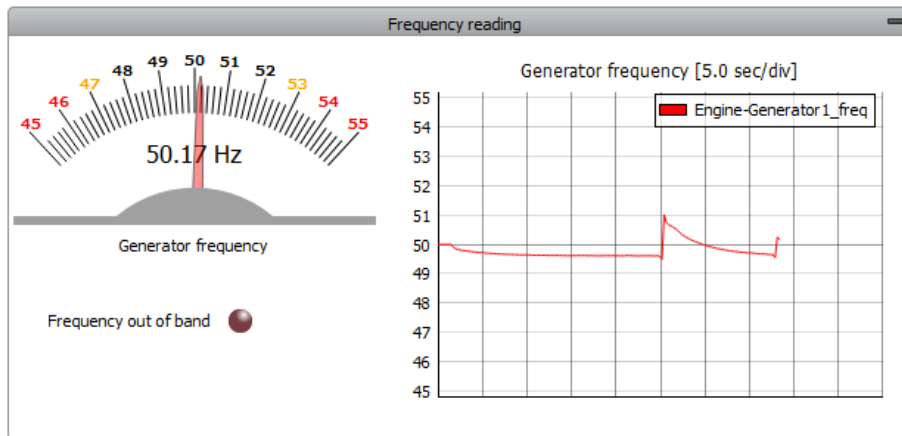 Frequency reading
45 46 47 48 49 50 51 52 53 54 55
50.17 Hz
Generator frequency
Frequency out of band
Generator frequency [5.0 sec/div]
Engine-Generator1_freq
55
54
53
52
51
50
49
48
47
46
45